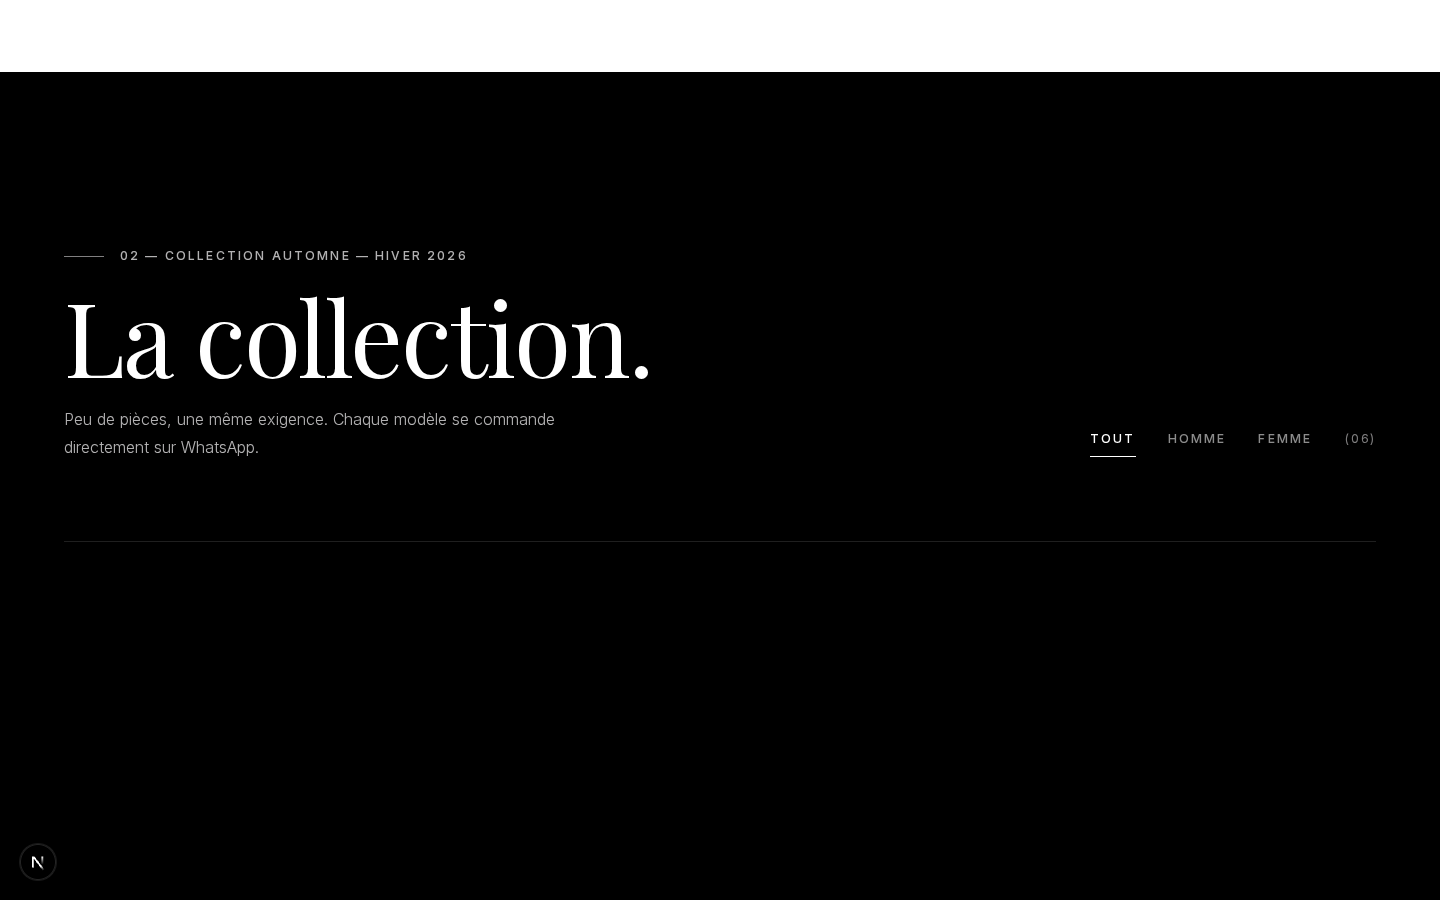 02 — COLLECTION AUTOMNE — HIVER 2026
La collection.
Peu de pièces, une même exigence. Chaque modèle se commande
directement sur WhatsApp.
TOUT HOMME FEMME (06)
N